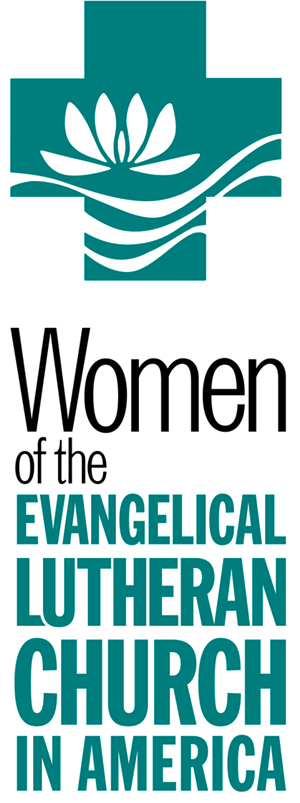 Women
of the
EVANGELICAL
LUTHERAN
CHURCH
IN AMERICA